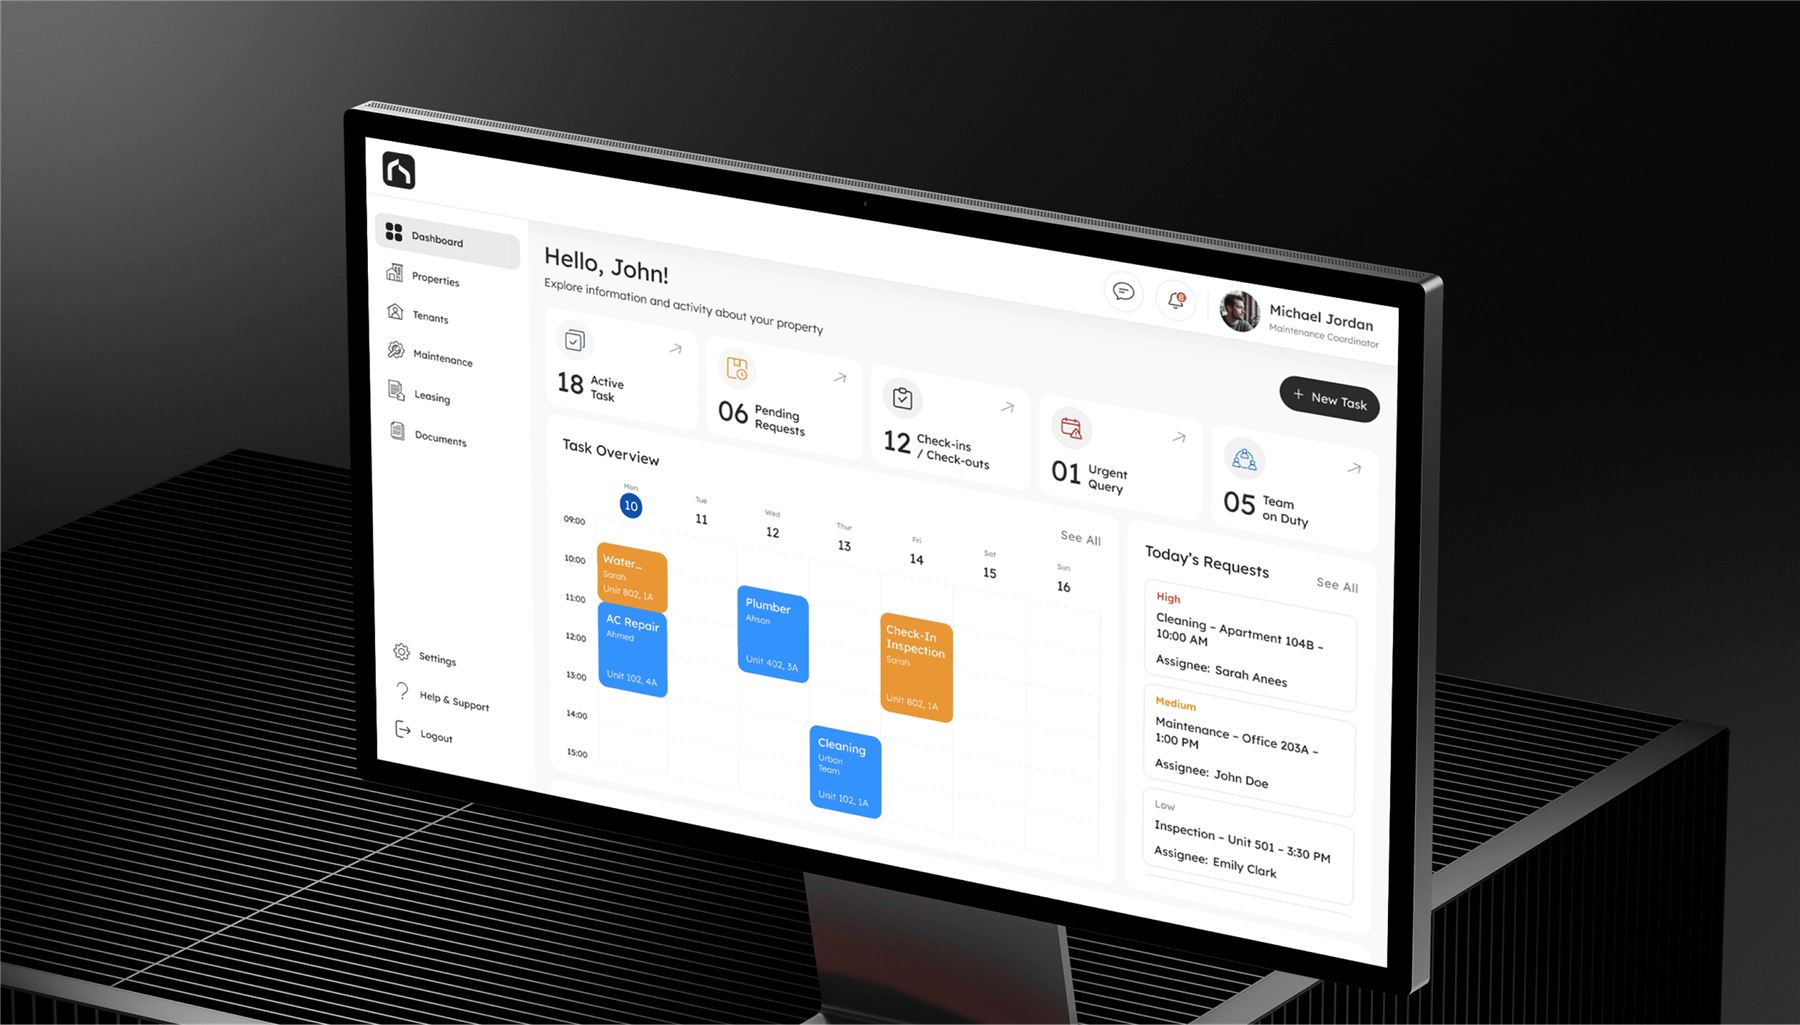 Dashboard
Properties
Tenants
Maintenance
Leasing
Documents
Settings
Help & Support
Logout
Hello, John!
Explore information and activity about your property
8
Michael Jordan
Maintenance Coordinator
+ New Task
18 Active
Task
06 Pending
Requests
12 Check-ins
/ Check-outs
01 Urgent
Query
05 Team
on Duty
Task Overview
See All
Mon
10
Tue
11
Wed
12
Thur
13
Fri
14
Sat
15
Sun
16
09:00
10:00
11:00
12:00
13:00
14:00
15:00
Water...
Sarah
Unit 802, 1A
AC Repair
Ahmed
Unit 102, 4A
Plumber
Ahsan
Unit 402, 3A
Cleaning
Urban
Team
Unit 102, 1A
Check-In
Inspection
Sarah
Unit 802, 1A
Today's Requests
See All
High
Cleaning – Apartment 104B –
10:00 AM
Assignee: Sarah Anees
Medium
Maintenance – Office 203A –
1:00 PM
Assignee: John Doe
Low
Inspection – Unit 501 – 3:30 PM
Assignee: Emily Clark